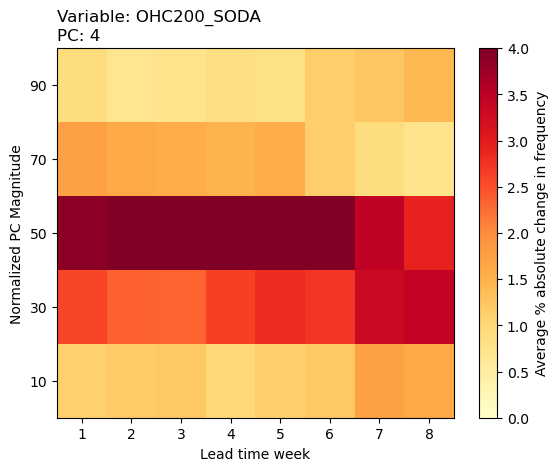 Variable: OHC200_SODA
PC: 4
Normalized PC Magnitude
90
70
50
30
10
1 2 3 4 5 6 7 8
Lead time week
4.0
3.5
3.0
2.5
2.0
1.5
1.0
0.5
0.0
Average % absolute change in frequency